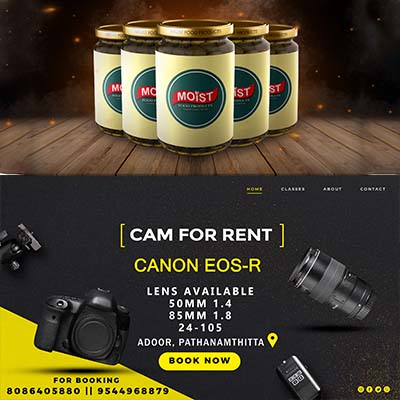 MOIST
FOOD PRODUCTS
HOME CLASSES ABOUT CONTACT
[ CAM FOR RENT ]
CANON EOS-R
LENS AVAILABLE
50MM 1.4
85MM 1.8
24-105
ADOOR, PATHANAMTHITTA
BOOK NOW
FOR BOOKING
8086405880 || 9544968879